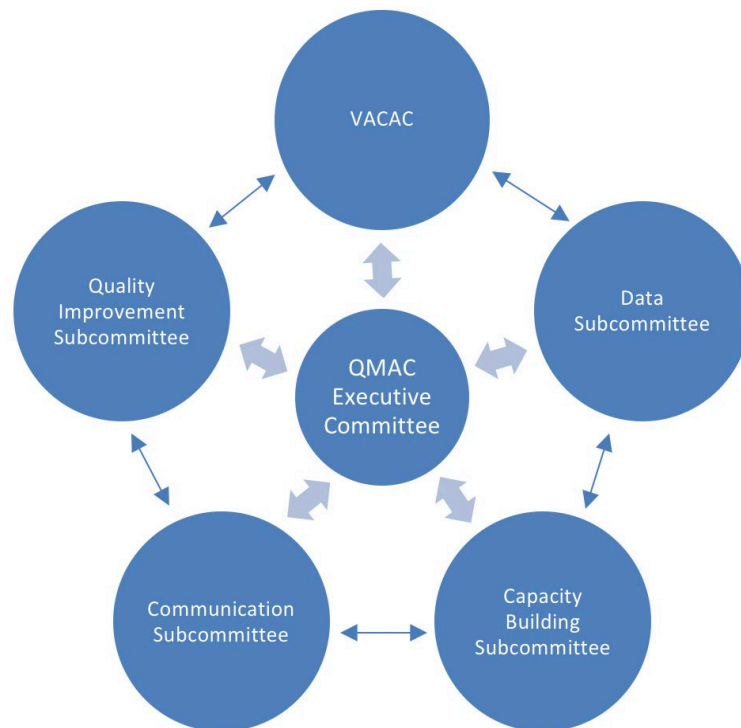 VACAC
Quality
Improvement
Subcommittee
Data
Subcommittee
QMAC
Executive
Committee
Communication
Subcommittee
Capacity
Building
Subcommittee